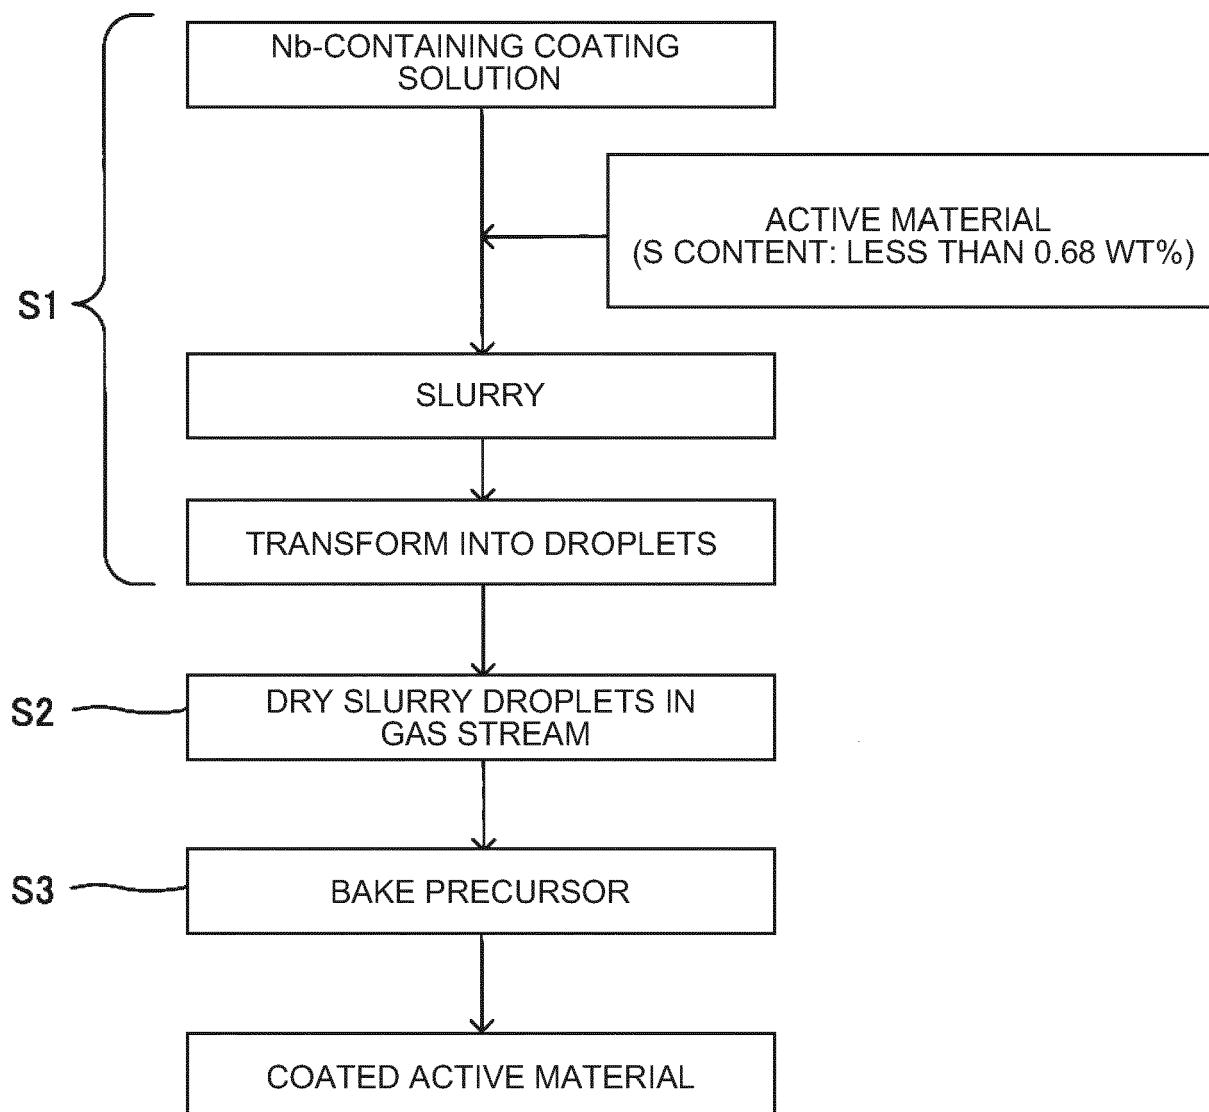 Nb-CONTAINING COATING
SOLUTION
ACTIVE MATERIAL
(S CONTENT: LESS THAN 0.68 WT%)
S1
SLURRY
TRANSFORM INTO DROPLETS
S2
DRY SLURRY DROPLETS IN
GAS STREAM
S3
BAKE PRECURSOR
COATED ACTIVE MATERIAL